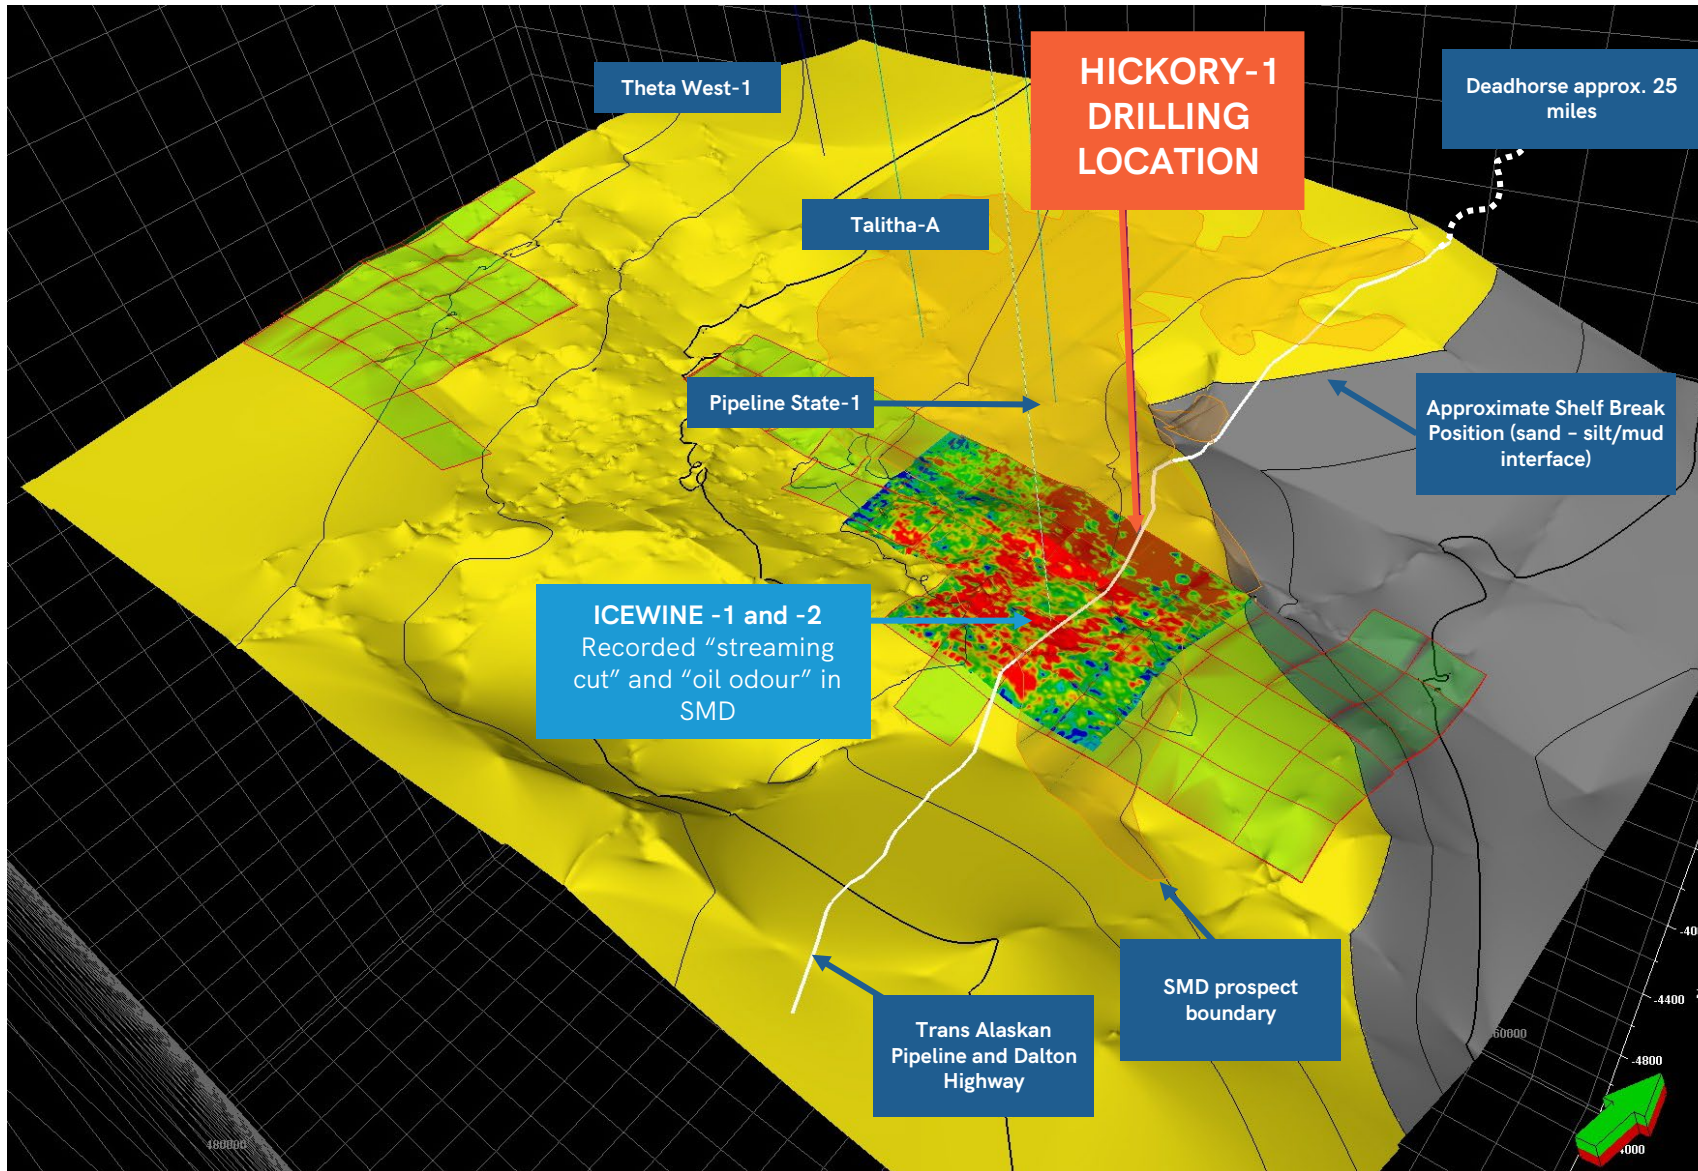 Theta West-1
HICKORY-1
DRILLING
LOCATION
Deadhorse approx. 25
miles
Talitha-A
Pipeline State-1
Approximate Shelf Break
Position (sand – silt/mud
interface)
ICEWINE -1 and -2
Recorded “streaming
cut” and “oil odour” in
SMD
SMD prospect
boundary
Trans Alaskan
Pipeline and Dalton
Highway
-4400
-4800
480000